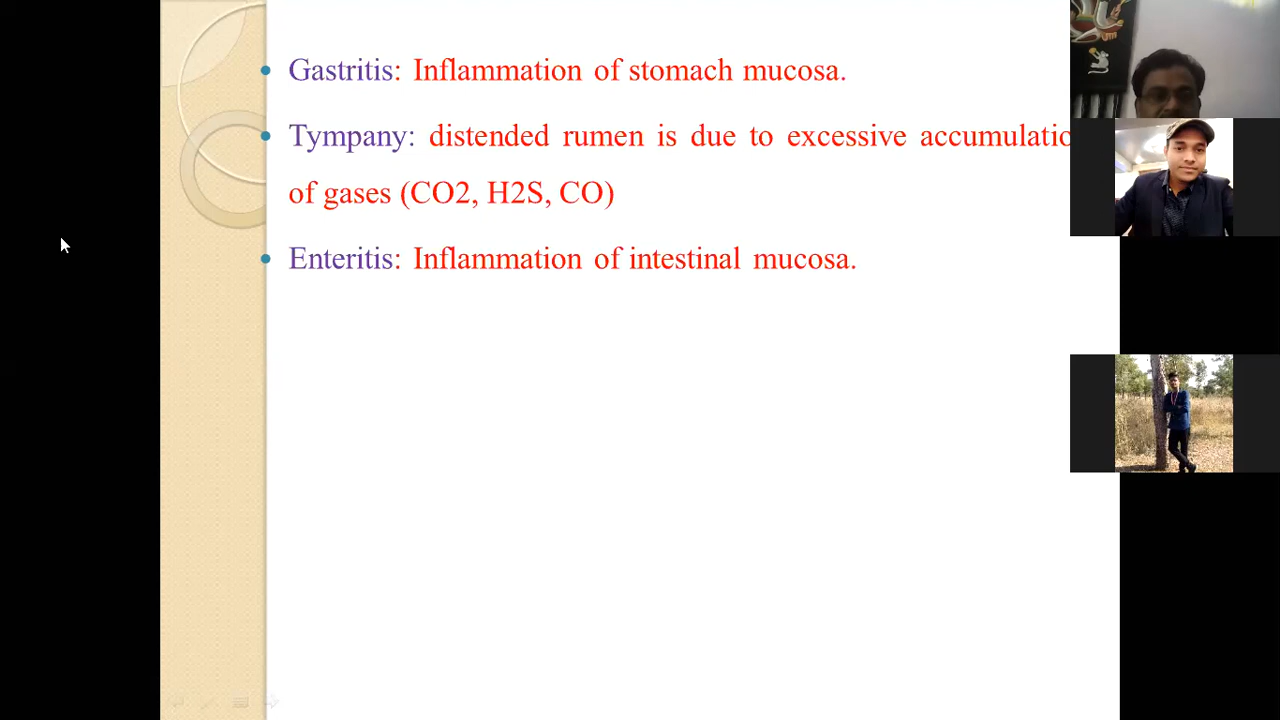 Gastritis: Inflammation of stomach mucosa.
Tympany: distended rumen is due to excessive accumulatio
of gases (CO2, H2S, CO)
Enteritis: Inflammation of intestinal mucosa.